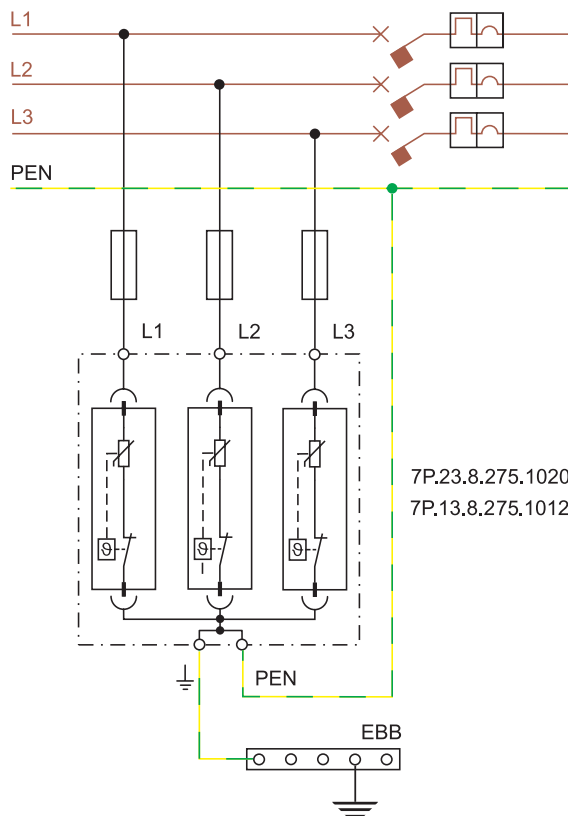 L1
L2
L3
PEN
L1 L2 L3
7P.23.8.275.1020
7P.13.8.275.1012
ϑ ϑ ϑ
PEN
EBB